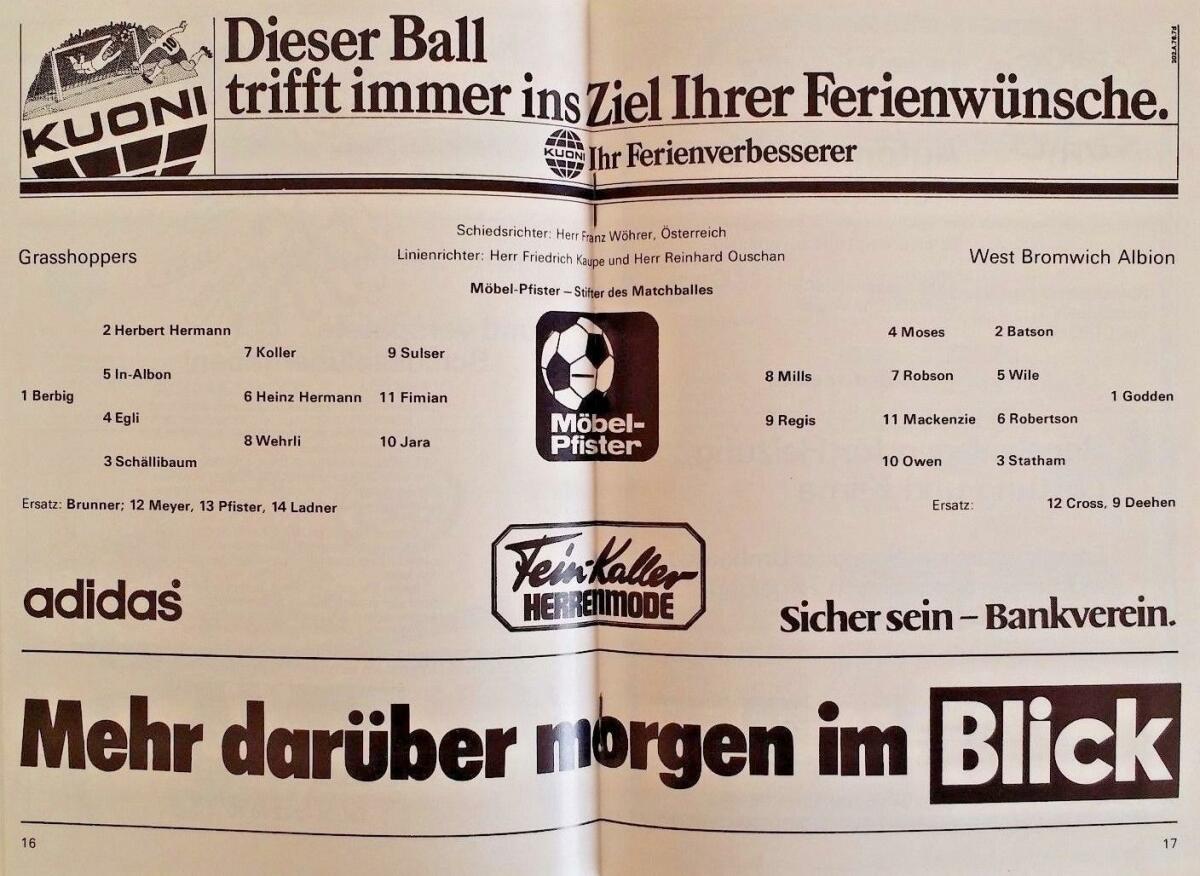 KUONI
10
Dieser Ball
trifft immer ins Ziel Ihrer Ferienwünsche.
KUONI Ihr Ferienverbesserer
Schiedsrichter: Herr Franz Wöhrer, Österreich
Linienrichter: Herr Friedrich Kaupe und Herr Reinhard Ouschan
Grasshoppers
West Bromwich Albion
Möbel-Pfister – Stifter des Matchballes
2 Herbert Hermann
7 Koller
9 Sulser
5 In-Albon
1 Berbig
6 Heinz Hermann
11 Fimian
4 Egli
8 Wehrli
10 Jara
3 Schällibaum
Möbel-
Pfister
4 Moses
2 Batson
8 Mills
7 Robson
5 Wile
1 Godden
9 Regis
11 Mackenzie
6 Robertson
10 Owen
3 Statham
Ersatz: Brunner; 12 Meyer, 13 Pfister, 14 Ladner
Ersatz: 12 Cross, 9 Deehen
adidas
Fein-Kaller
HERRENMODE
Sicher sein – Bankverein.
Mehr darüber morgen im Blick
16
17